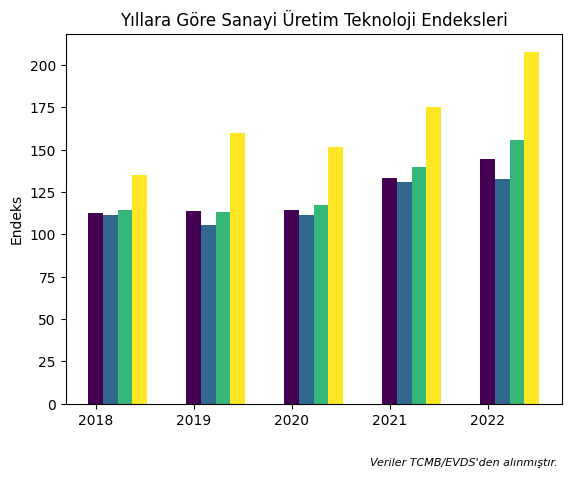 Yıllara Göre Sanayi Üretim Teknoloji Endeksleri
Endeks
200
175
150
125
100
75
50
25
0
2018 2019 2020 2021 2022
Veriler TCMB/EVDS'den alınmıştır.